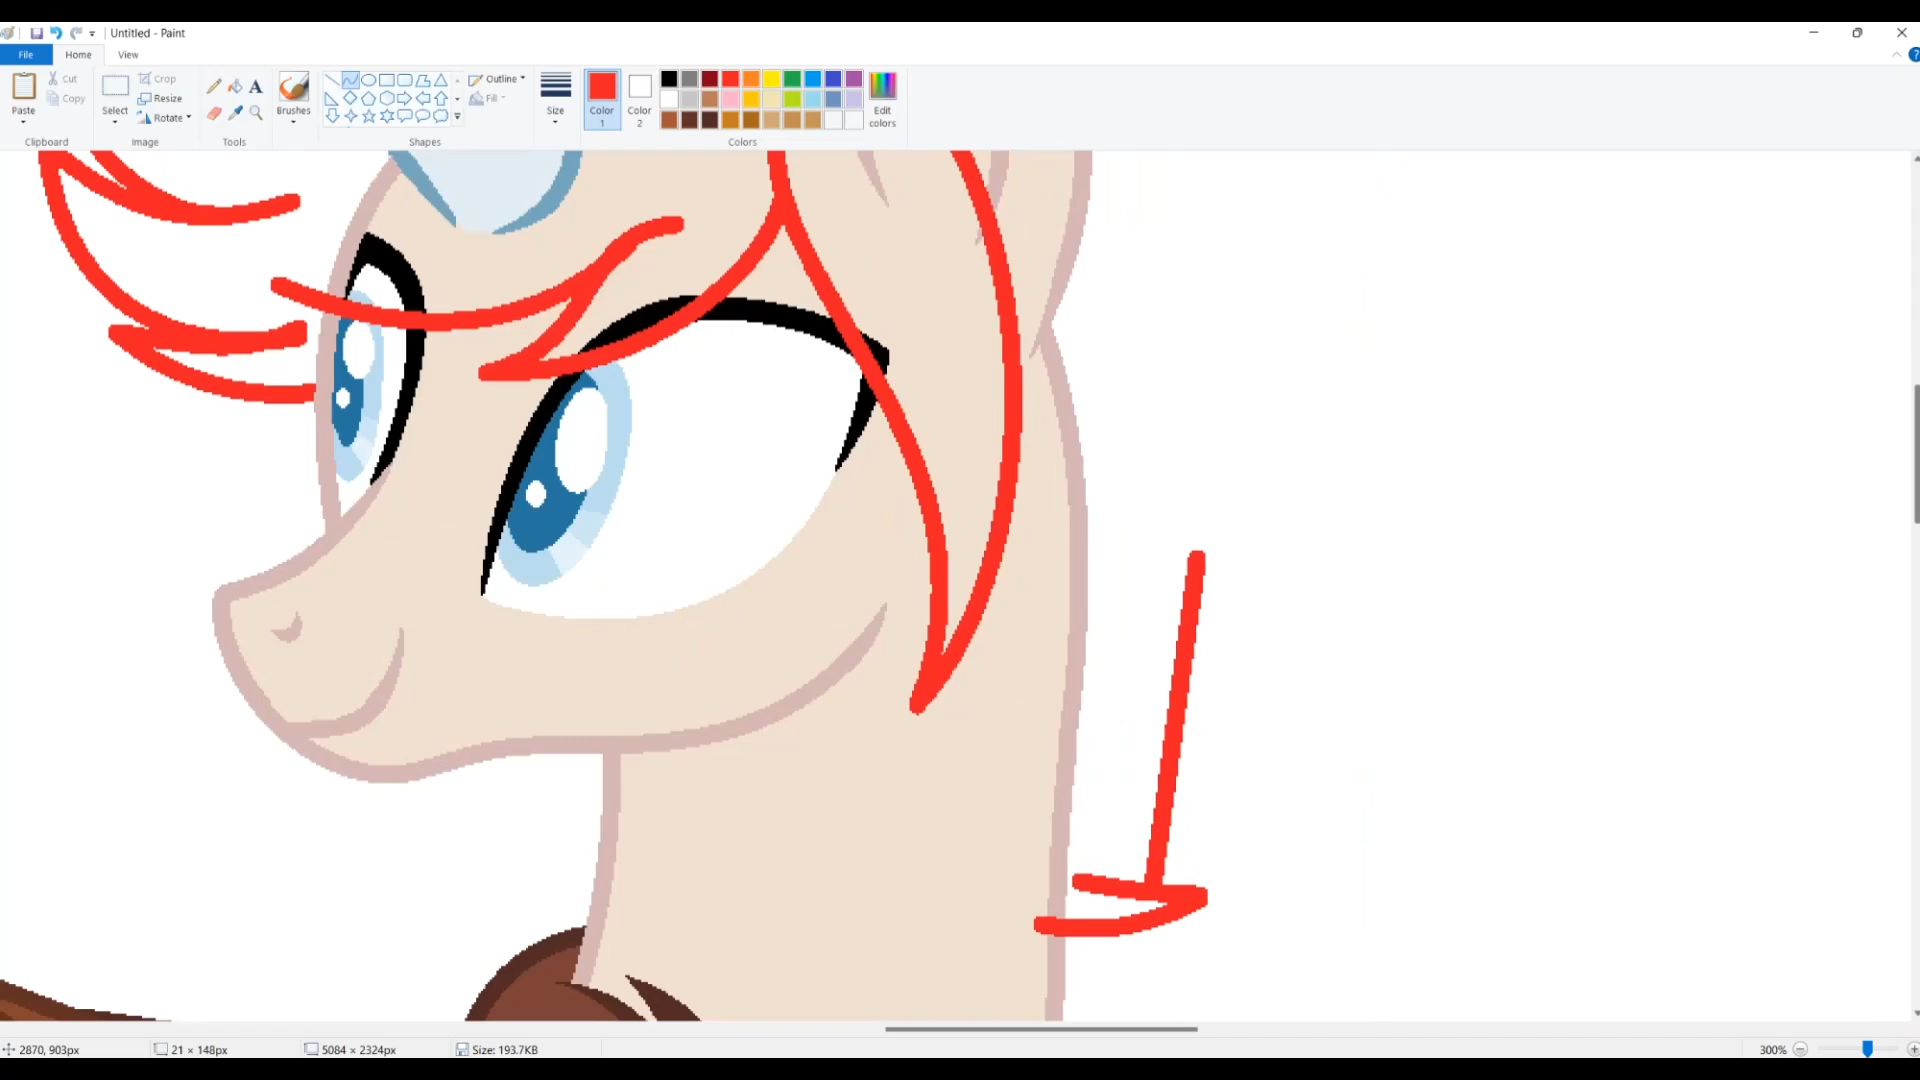 Untitled - Paint
File Home View
Paste
Cut
Copy
Clipboard
Select
Crop
Resize
Rotate
Image
A
Tools
Brushes
Shapes
Outline
Fill
Size
Color
1
Color
2
Edit
colors
Colors
?
2870, 903px
21 × 148px
5084 × 2324px
Size: 193.7KB
300%